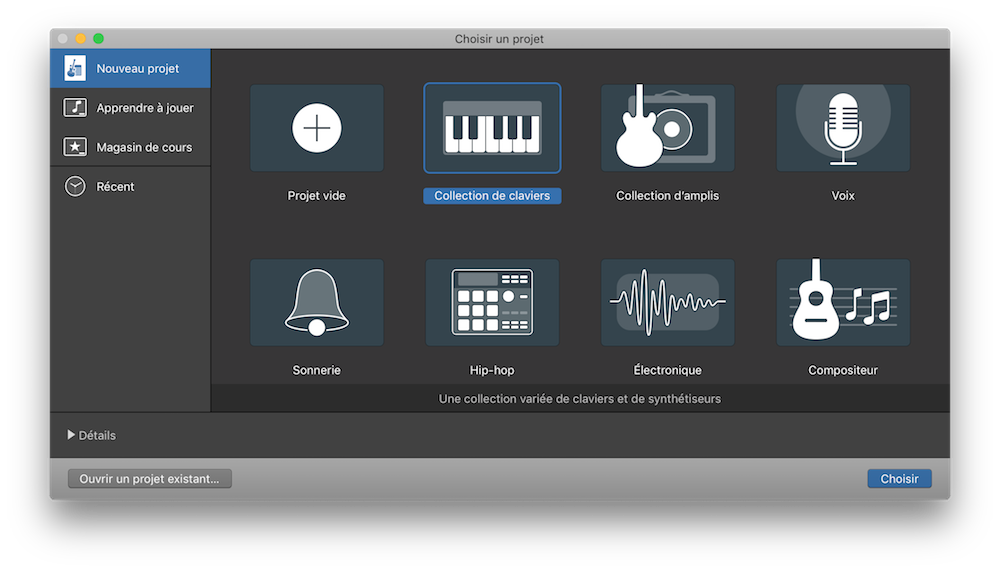 Choisir un projet
Nouveau projet
Apprendre à jouer
Magasin de cours
Récent
Projet vide
Collection de claviers
Collection d'amplis
Voix
Sonnerie
Hip-hop
Électronique
Compositeur
Une collection variée de claviers et de synthétiseurs
Détails
Ouvrir un projet existant...
Choisir